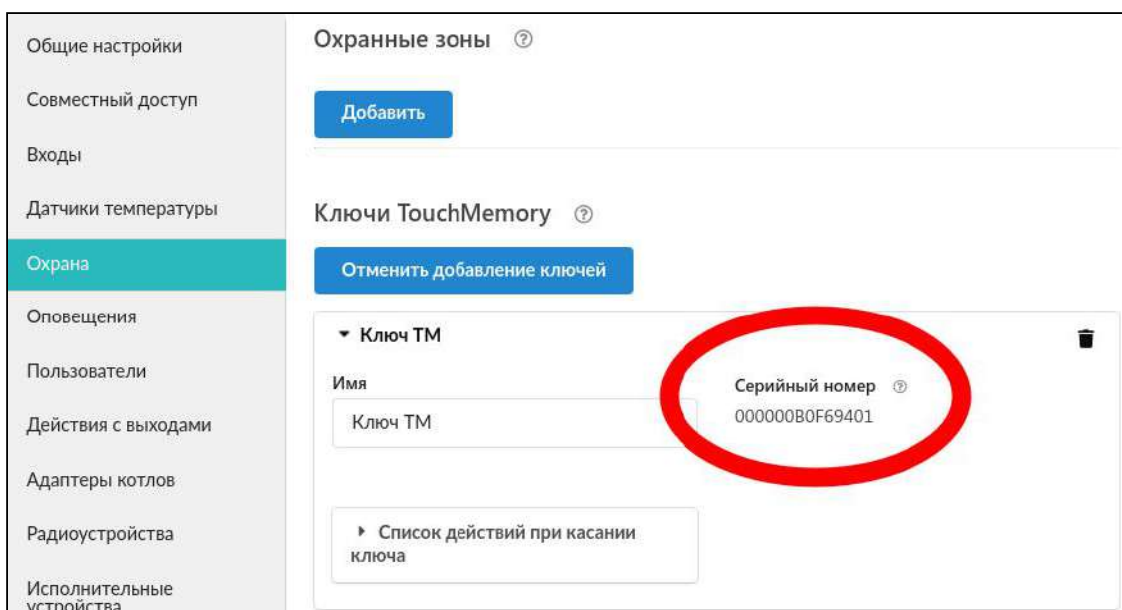 Общие настройки
Совместный доступ
Входы
Датчики температуры
Охрана
Оповещения
Пользователи
Действия с выходами
Адаптеры котлов
Радиоустройства
Исполнительные
устройства
Охранные зоны ?
Добавить
Ключи TouchMemory ?
Отменить добавление ключей
Ключ ТМ
Имя
Ключ ТМ
Серийный номер ?
000000B0F69401
Список действий при касании
ключа